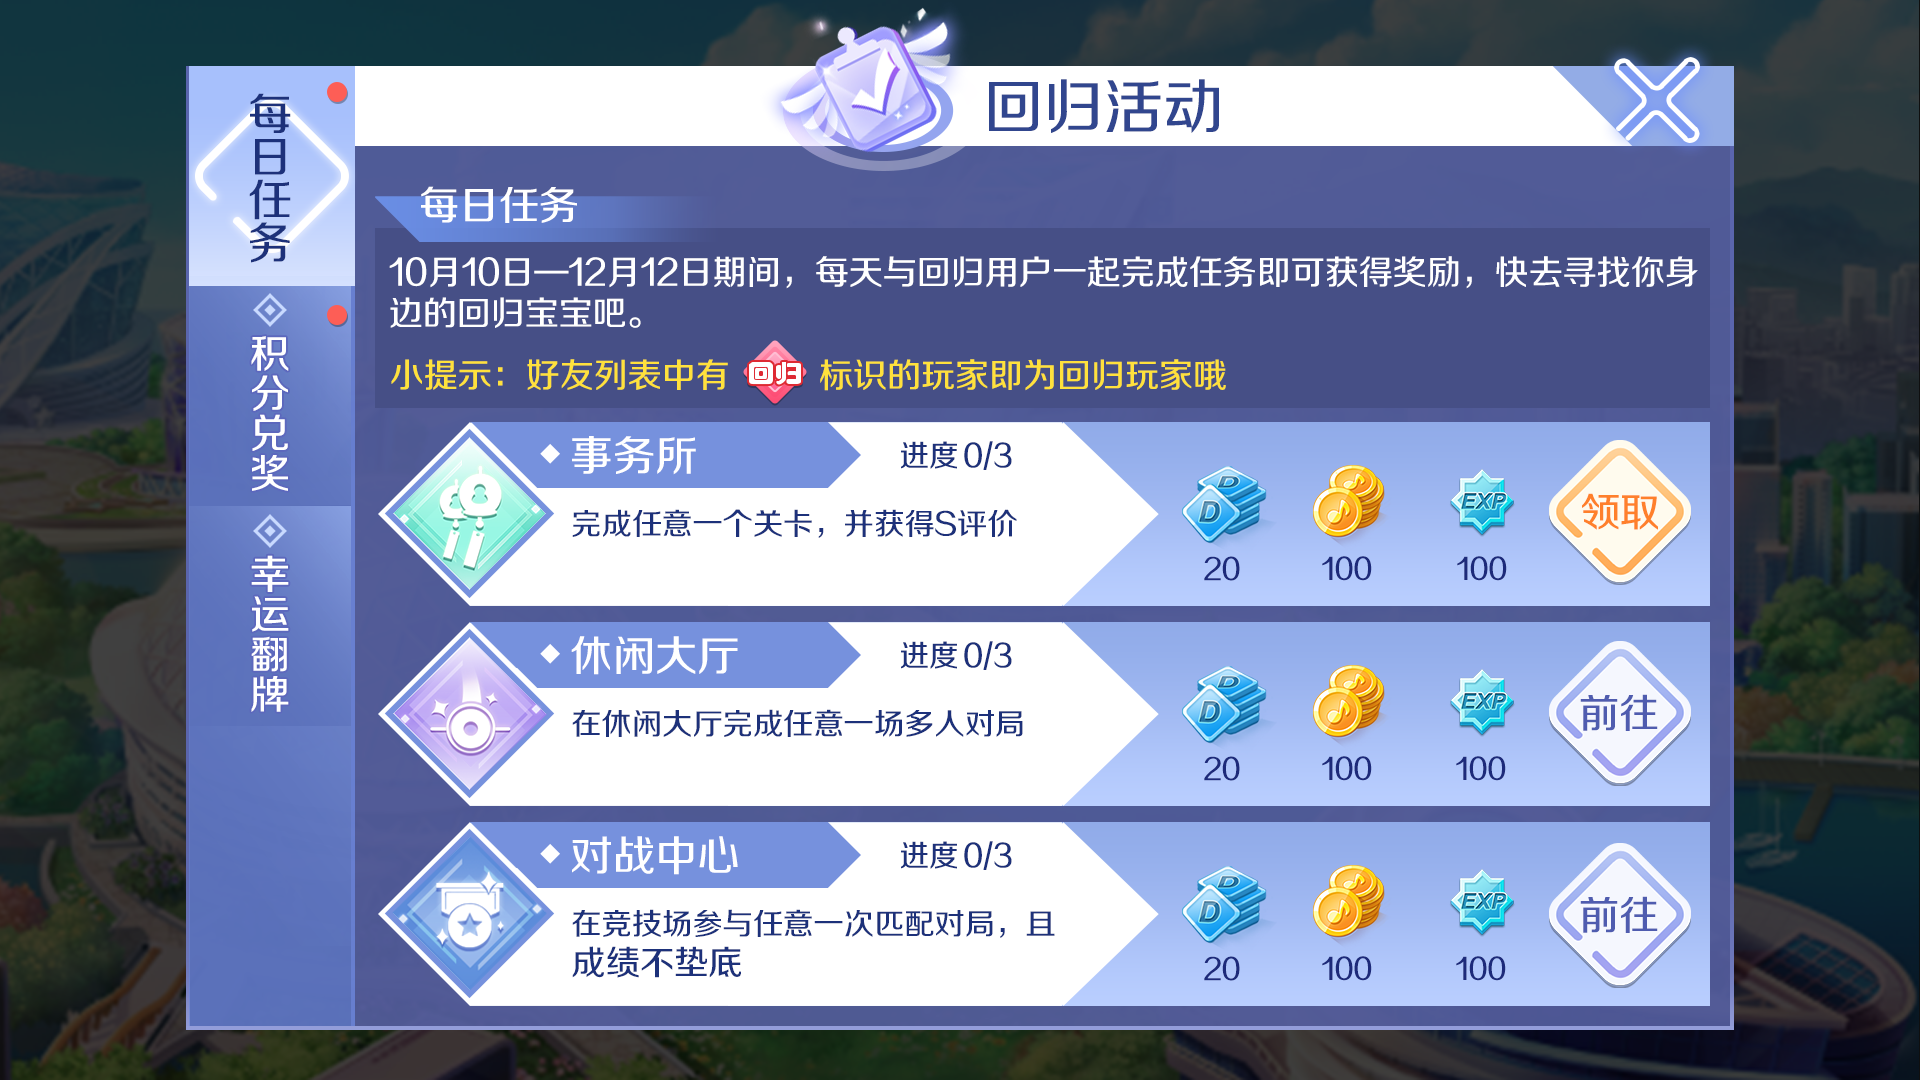 回归活动
每日任务
积分兑奖
幸运翻牌
每日任务
10月10日—12月12日期间，每天与回归用户一起完成任务即可获得奖励，快去寻找你身
边的回归宝宝吧。
小提示：好友列表中有 回归 标识的玩家即为回归玩家哦
事务所
进度 0/3
完成任意一个关卡，并获得S评价
D D EXP
20 100 100
领取
休闲大厅
进度 0/3
在休闲大厅完成任意一场多人对局
D D EXP
20 100 100
前往
对战中心
进度 0/3
在竞技场参与任意一次匹配对局，且
成绩不垫底
D D EXP
20 100 100
前往